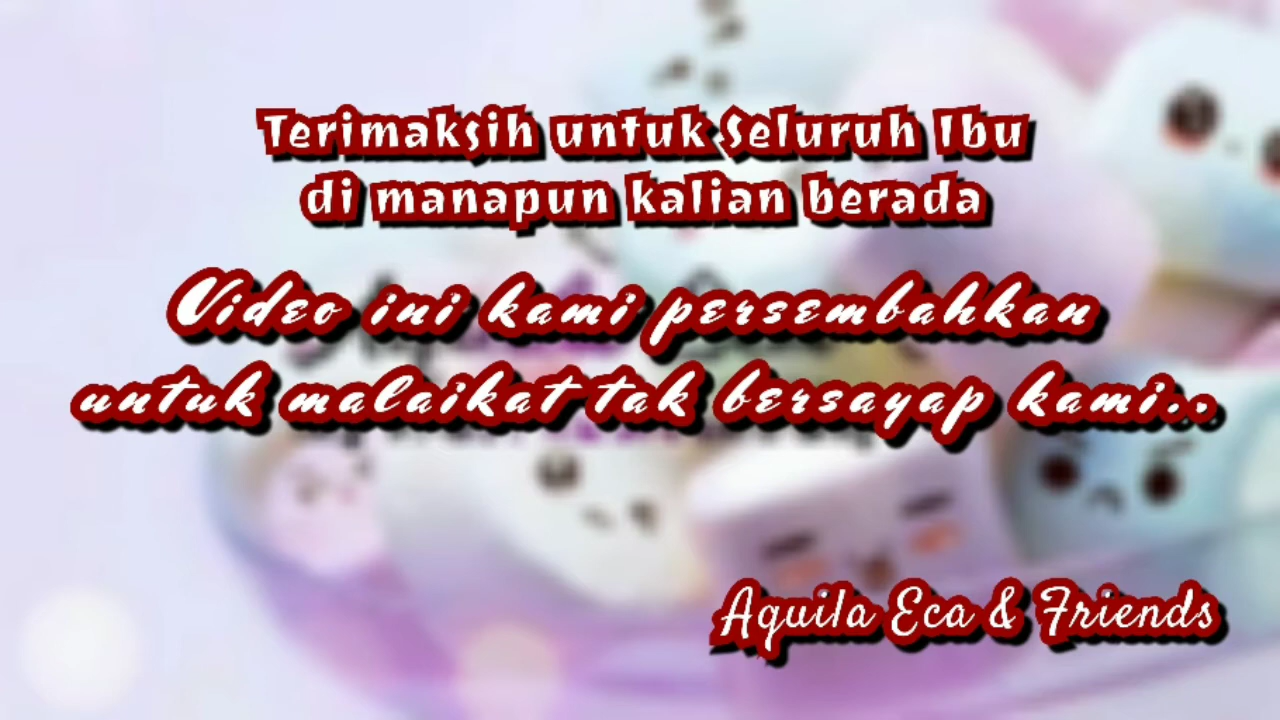 Terimaksih untuk Seluruh Ibu
di manapun kalian berada
Video ini kami persembahkan
untuk malaikat tak bersayap kami..
Aquila Eca & Friends